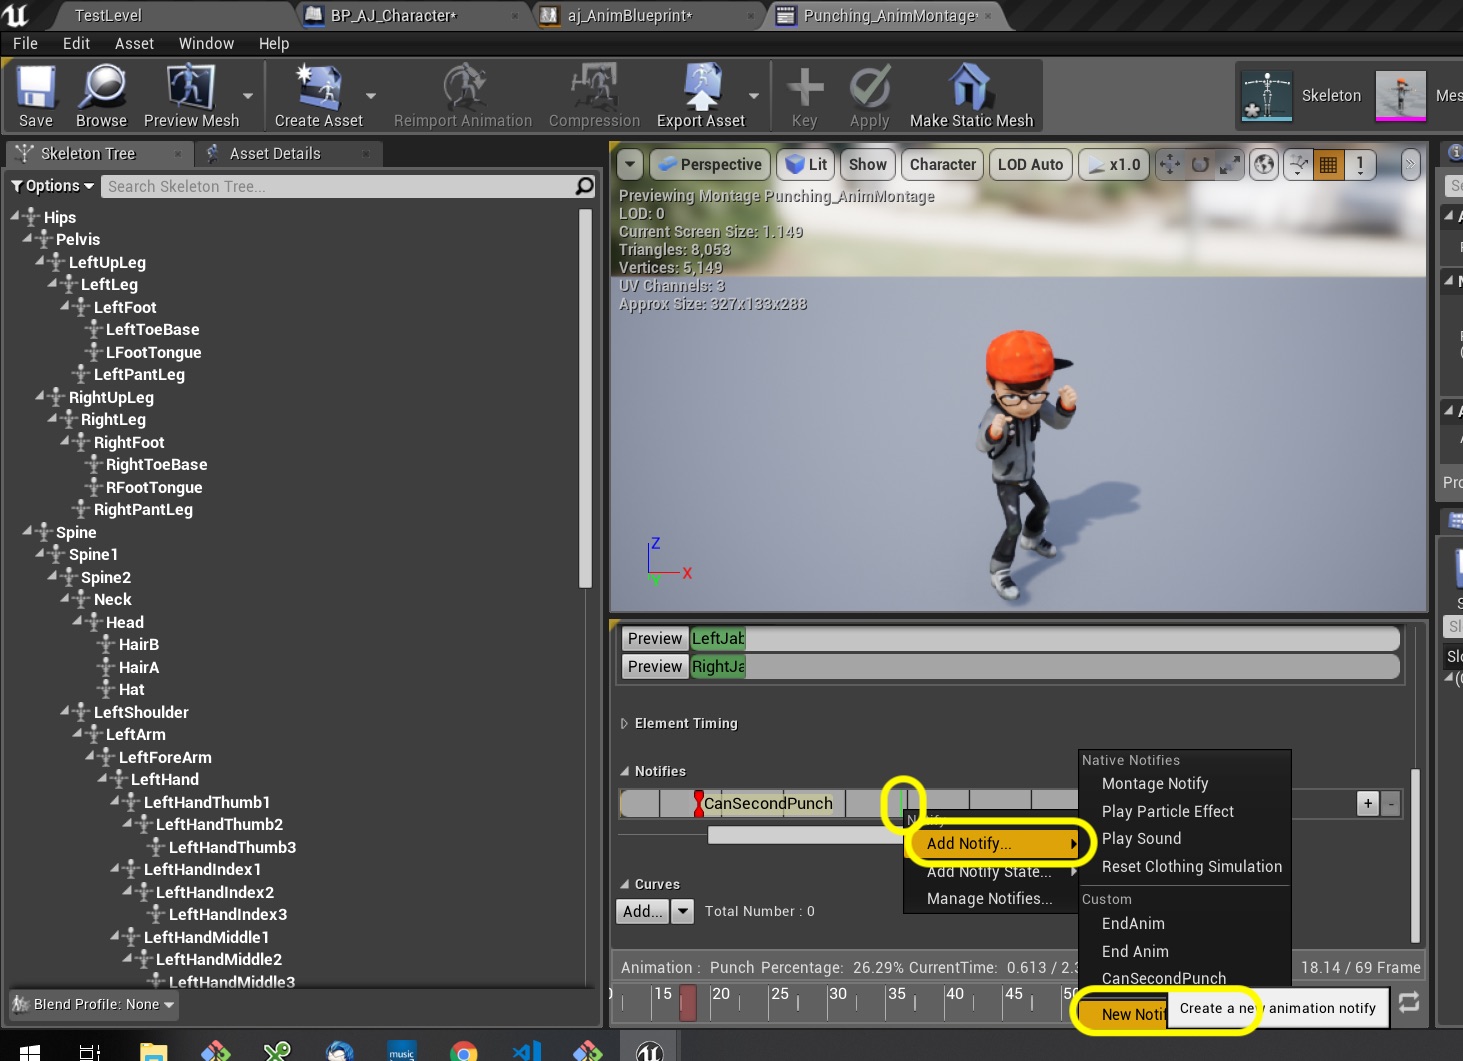 TestLevel
BP_AJ_Character*
aj_AnimBlueprint*
Punching_AnimMontage*
File Edit Asset Window Help
Save
Browse
Preview Mesh
Create Asset
Reimport Animation
Compression
Export Asset
Key
Apply
Make Static Mesh
Skeleton
Mes
Skeleton Tree
Asset Details
Options
Search Skeleton Tree...
Hips
Pelvis
LeftUpLeg
LeftLeg
LeftFoot
LeftToeBase
LFootTongue
LeftPantLeg
RightUpLeg
RightLeg
RightFoot
RightToeBase
RFootTongue
RightPantLeg
Spine
Spine1
Spine2
Neck
Head
HairB
HairA
Hat
LeftShoulder
LeftArm
LeftForeArm
LeftHand
LeftHandThumb1
LeftHandThumb2
LeftHandThumb3
LeftHandIndex1
LeftHandIndex2
LeftHandIndex3
LeftHandMiddle1
LeftHandMiddle2
LeftHandMiddle3
Blend Profile: None
Perspective
Lit
Show
Character
LOD Auto
x1.0
1
Previewing Montage Punching_AnimMontage
LOD: 0
Current Screen Size: 1.149
Triangles: 8,053
Vertices: 5,149
UV Channels: 3
Approx Size: 327x133x288
Z
X
Y
Preview LeftJab
Preview RightJa
Element Timing
Notifies
CanSecondPunch
+ -
Notify
Add Notify...
Add Notify State...
Manage Notifies...
Native Notifies
Montage Notify
Play Particle Effect
Play Sound
Reset Clothing Simulation
Custom
EndAnim
End Anim
CanSecondPunch
New Notif
Create a new animation notify
Curves
Add...
Total Number : 0
Animation : Punch Percentage: 26.29% CurrentTime: 0.613 / 2.3
18.14 / 69 Frame
15 20 25 30 35 40 45 50
Pro
Slo
music